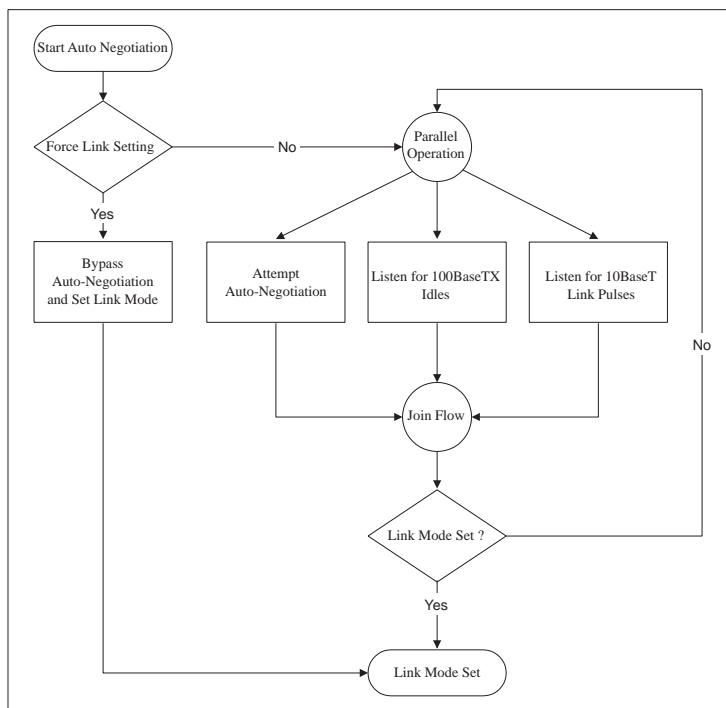 Start Auto Negotiation
Force Link Setting
No
Parallel
Operation
Yes
Bypass
Auto-Negotiation
and Set Link Mode
Attempt
Auto-Negotiation
Listen for 100BaseTX
Idles
Listen for 10BaseT
Link Pulses
No
Join Flow
Link Mode Set ?
Yes
Link Mode Set